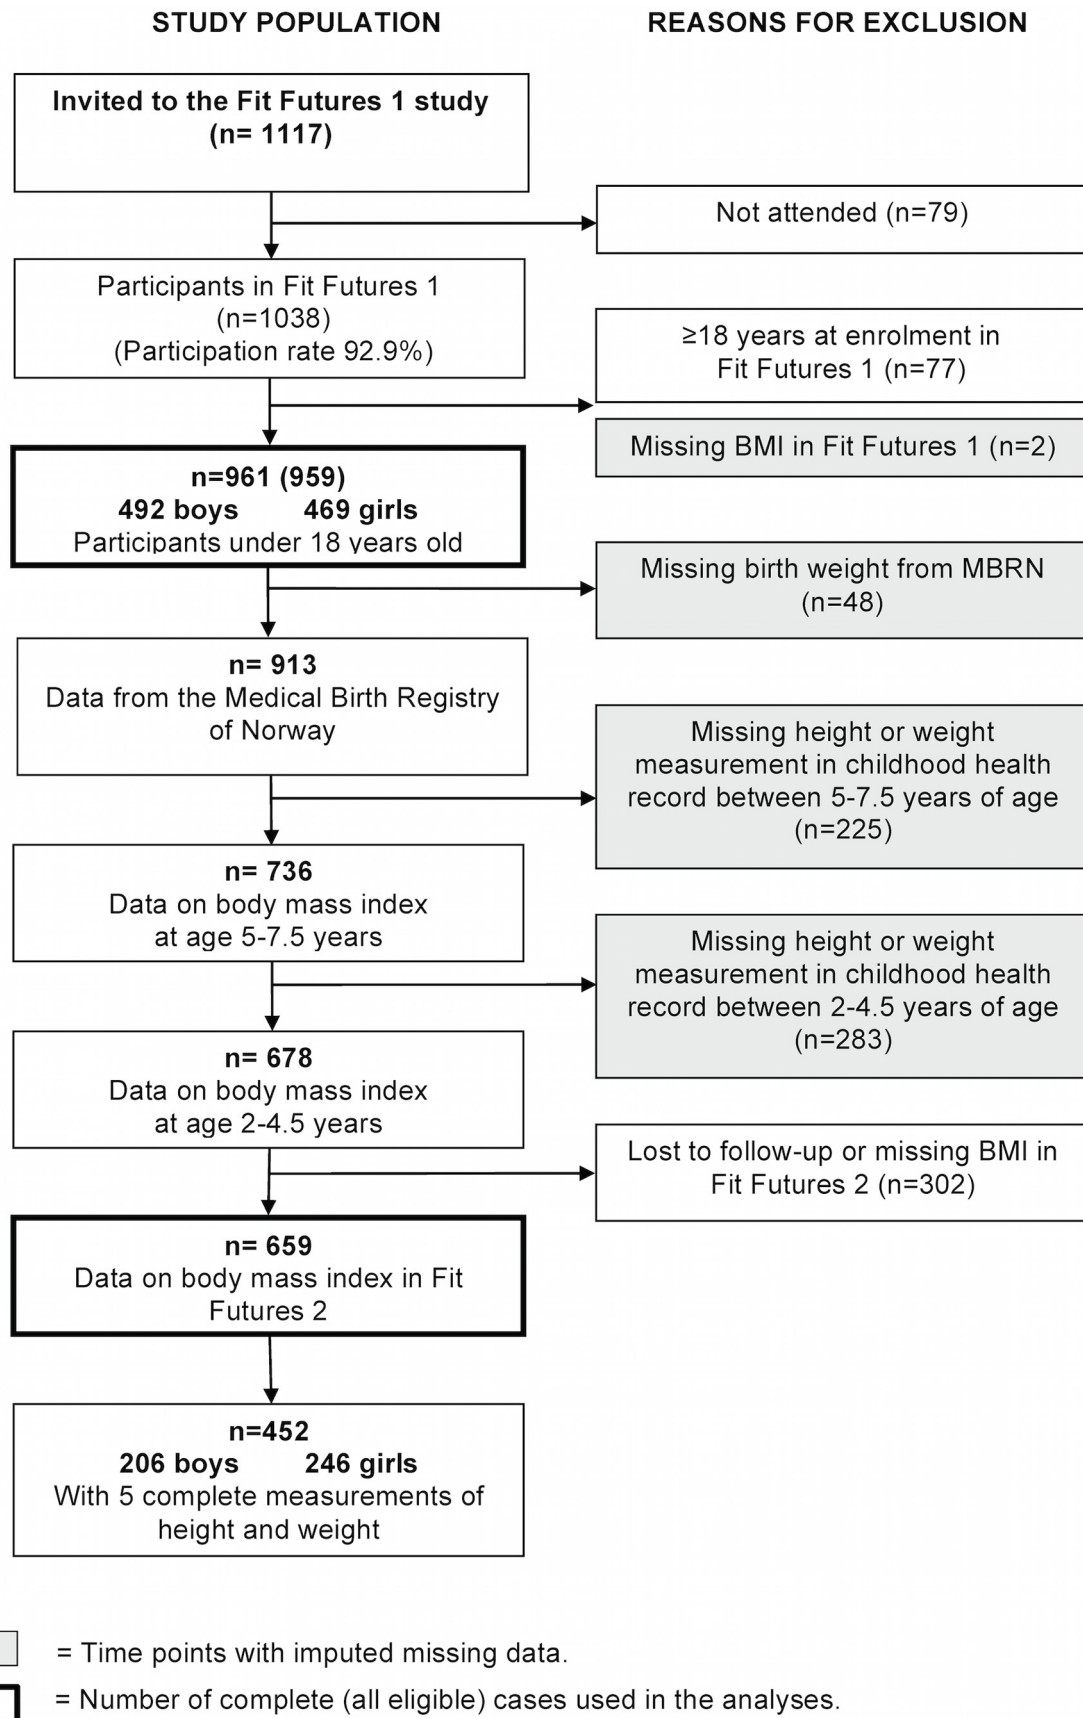 STUDY POPULATION
REASONS FOR EXCLUSION
Invited to the Fit Futures 1 study
(n= 1117)
Not attended (n=79)
Participants in Fit Futures 1
(n=1038)
(Participation rate 92.9%)
≥18 years at enrolment in
Fit Futures 1 (n=77)
Missing BMI in Fit Futures 1 (n=2)
n=961 (959)
492 boys 469 girls
Participants under 18 years old
Missing birth weight from MBRN
(n=48)
n= 913
Data from the Medical Birth Registry
of Norway
Missing height or weight
measurement in childhood health
record between 5-7.5 years of age
(n=225)
n= 736
Data on body mass index
at age 5-7.5 years
Missing height or weight
measurement in childhood health
record between 2-4.5 years of age
(n=283)
n= 678
Data on body mass index
at age 2-4.5 years
Lost to follow-up or missing BMI in
Fit Futures 2 (n=302)
n= 659
Data on body mass index in Fit
Futures 2
n=452
206 boys 246 girls
With 5 complete measurements of
height and weight
= Time points with imputed missing data.
= Number of complete (all eligible) cases used in the analyses.